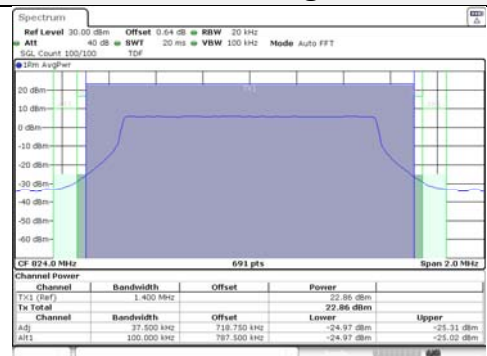 Spectrum
Ref Level 30.00 dBm Offset 0.64 dB RBW 20 kHz
Att 40 dB SWT 20 ms VBW 100 kHz Mode Auto FFT
SGL Count 100/100 TDF
1Rm AvgPwr
TX1
20 dBm
10 dBm
0 dBm
-10 dBm
-20 dBm
-30 dBm
-40 dBm
-50 dBm
-60 dBm
CF 824.0 MHz 691 pts Span 2.0 MHz
Channel Power
Channel Bandwidth Offset Power
TX1 (Ref) 1.400 MHz 22.86 dBm
Tx Total 22.86 dBm
Channel Bandwidth Offset Lower Upper
Adj 37.500 kHz 718.750 kHz -24.97 dBm -25.31 dBm
Alt1 100.000 kHz 787.500 kHz -24.97 dBm -25.02 dBm